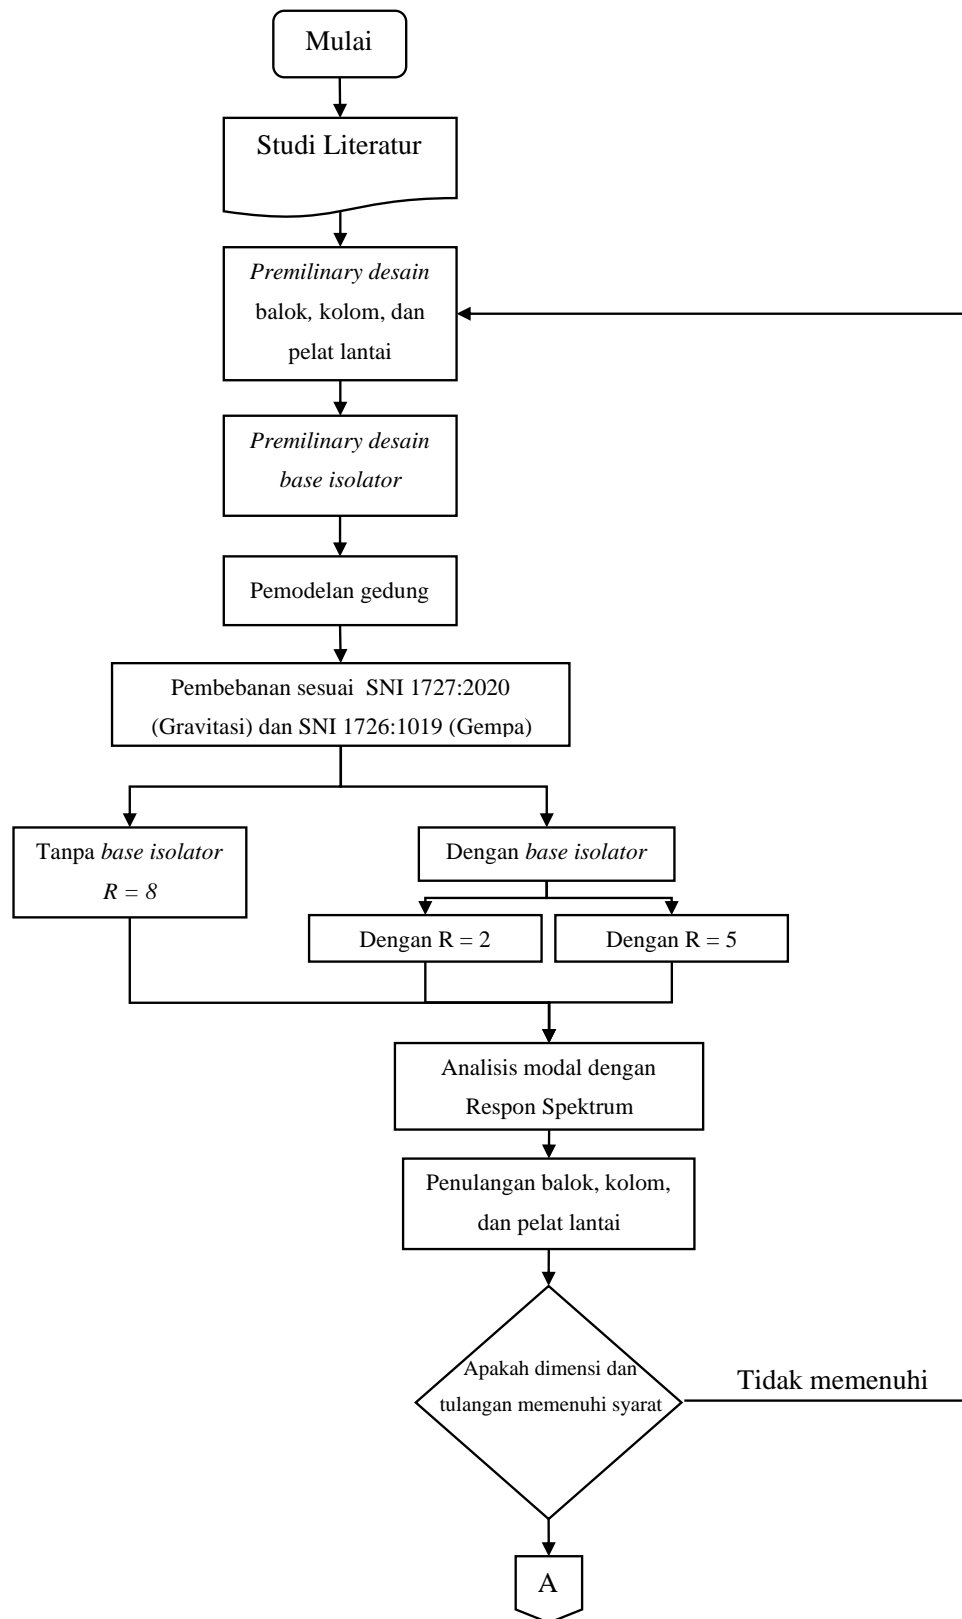 Mulai
Studi Literatur
Premilinary desain
balok, kolom, dan
pelat lantai
Premilinary desain
base isolator
Pemodelan gedung
Pembebanan sesuai  SNI 1727:2020
(Gravitasi) dan SNI 1726:1019 (Gempa)
Tanpa base isolator
R = 8
Dengan base isolator
Dengan R = 2
Dengan R = 5
Analisis modal dengan
Respon Spektrum
Penulangan balok, kolom,
dan pelat lantai
Apakah dimensi dan
tulangan memenuhi syarat
Tidak memenuhi
A